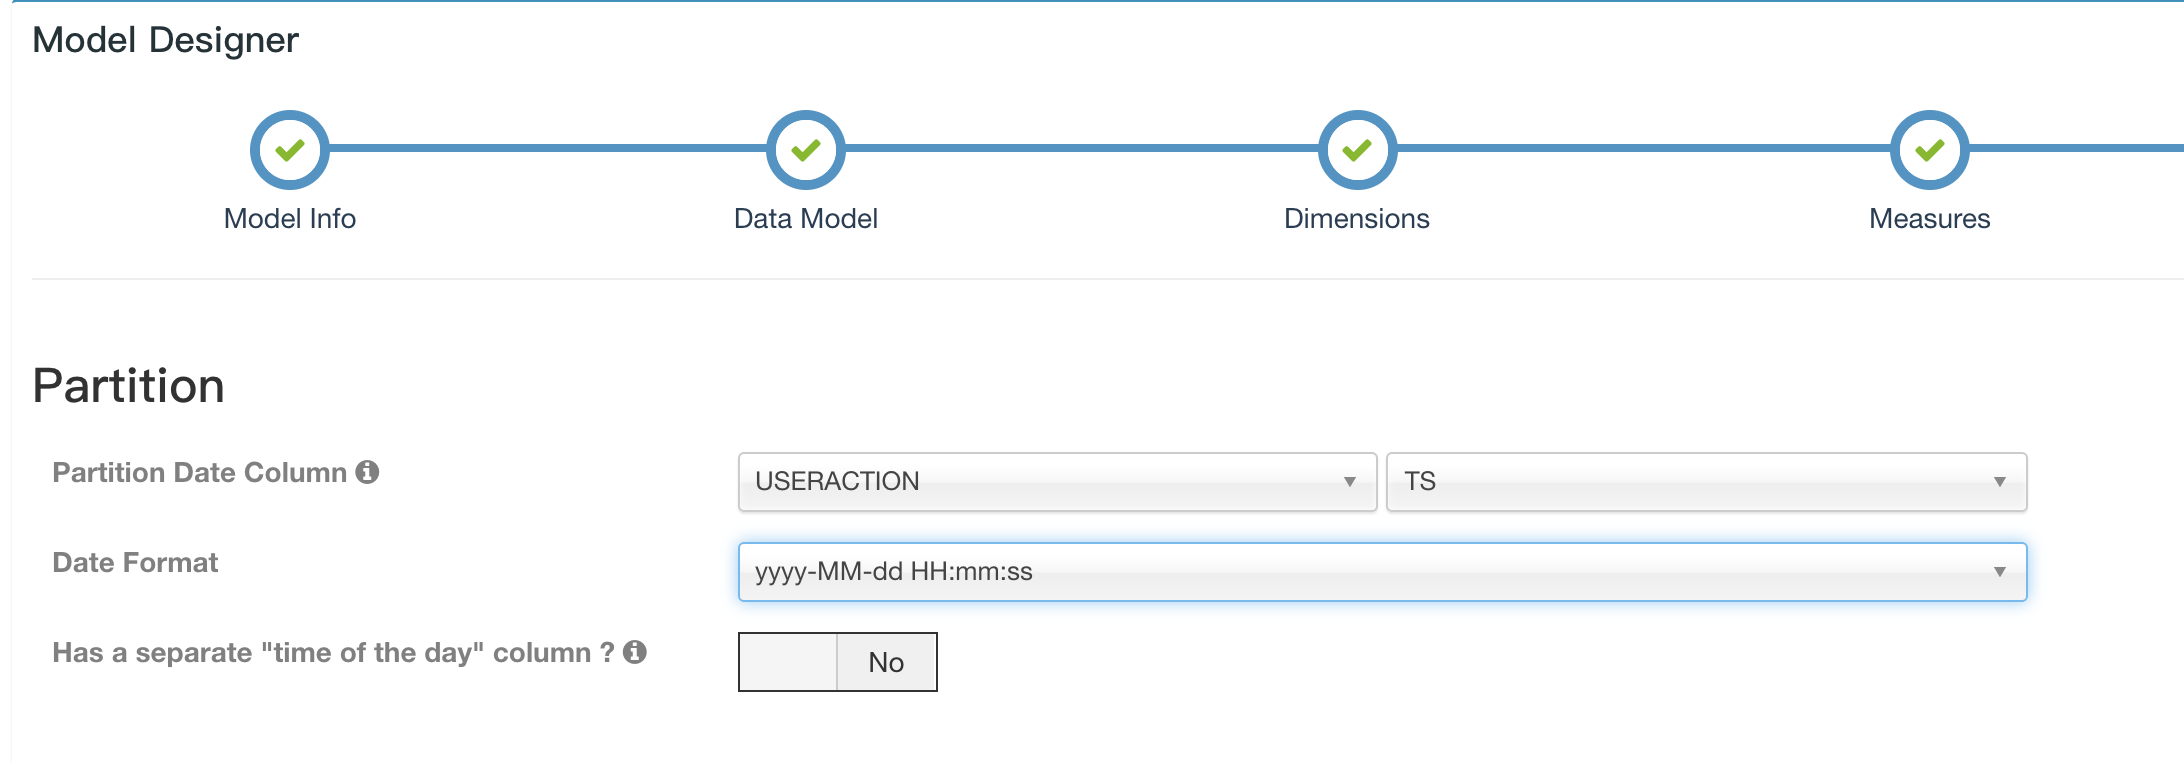 Model Designer
Model Info
Data Model
Dimensions
Measures
Partition
Partition Date Column
USERACTION
TS
Date Format
yyyy-MM-dd HH:mm:ss
Has a separate "time of the day" column ?
No